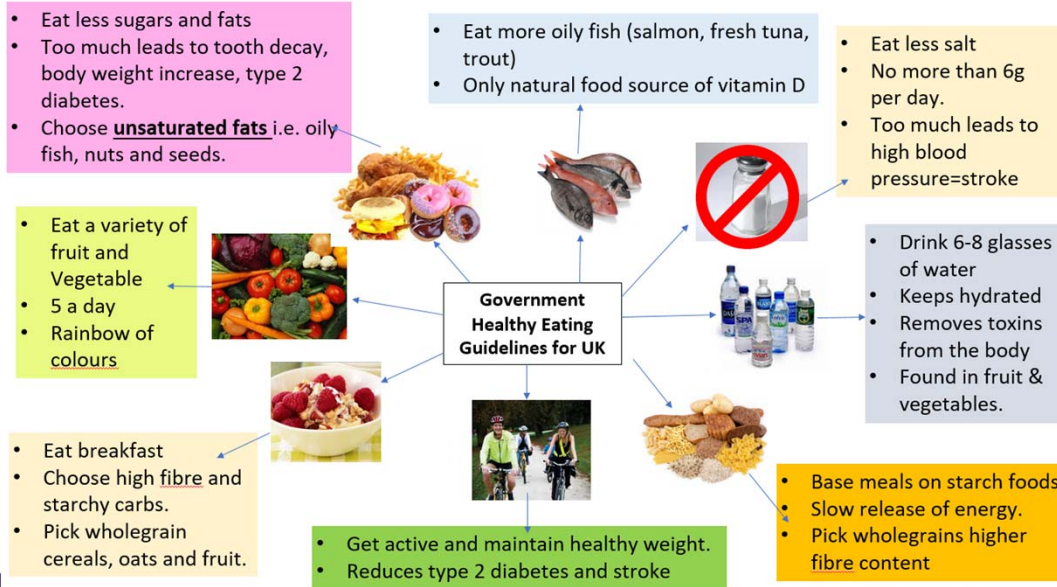 • Eat less sugars and fats
• Too much leads to tooth decay,
body weight increase, type 2
diabetes.
• Choose unsaturated fats i.e. oily
fish, nuts and seeds.
• Eat more oily fish (salmon, fresh tuna,
trout)
• Only natural food source of vitamin D
• Eat less salt
• No more than 6g
per day.
• Too much leads to
high blood
pressure=stroke
• Eat a variety of
fruit and
Vegetable
• 5 a day
• Rainbow of
colours
Government
Healthy Eating
Guidelines for UK
SPA
• Drink 6-8 glasses
of water
• Keeps hydrated
• Removes toxins
from the body
• Found in fruit &
vegetables.
• Eat breakfast
• Choose high fibre and
starchy carbs.
• Pick wholegrain
cereals, oats and fruit.
• Get active and maintain healthy weight.
• Reduces type 2 diabetes and stroke
• Base meals on starch foods
• Slow release of energy.
• Pick wholegrains higher
fibre content